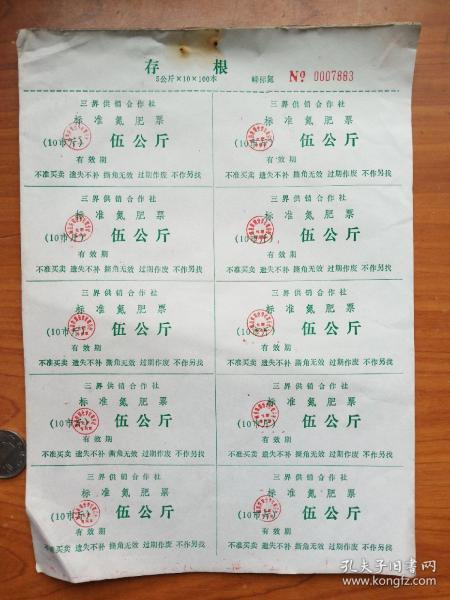 存 根
5公斤×10×100本 嵊标氮 № 0007883
三界供销合作社 三界供销合作社
标准氮肥票 标准氮肥票
(10市斤) 伍公斤 (10市斤) 伍公斤
有效期 有效期
不准买卖 遗失不补 撕角无效 过期作废 不作另找 不准买卖 遗失不补 撕角无效 过期作废 不作另找
三界供销合作社 三界供销合作社
标准氮肥票 标准氮肥票
(10市斤) 伍公斤 (10市斤) 伍公斤
有效期 有效期
不准买卖 遗失不补 撕角无效 过期作废 不作另找 不准买卖 遗失不补 撕角无效 过期作废 不作另找
三界供销合作社 三界供销合作社
标准氮肥票 标准氮肥票
(10市斤) 伍公斤 (10市斤) 伍公斤
有效期 有效期
不准买卖 遗失不补 撕角无效 过期作废 不作另找 不准买卖 遗失不补 撕角无效 过期作废 不作另找
三界供销合作社 三界供销合作社
标准氮肥票 标准氮肥票
(10市斤) 伍公斤 (10市斤) 伍公斤
有效期 有效期
不准买卖 遗失不补 撕角无效 过期作废 不作另找 不准买卖 遗失不补 撕角无效 过期作废 不作另找
三界供销合作社 三界供销合作社
标准氮肥票 标准氮肥票
(10市斤) 伍公斤 (10市斤) 伍公斤
有效期 有效期
不准买卖 遗失不补 撕角无效 过期作废 不作另找 不准买卖 遗失不补 撕角无效 过期作废 不作另找
孔夫子旧书网
book.kongfz.com